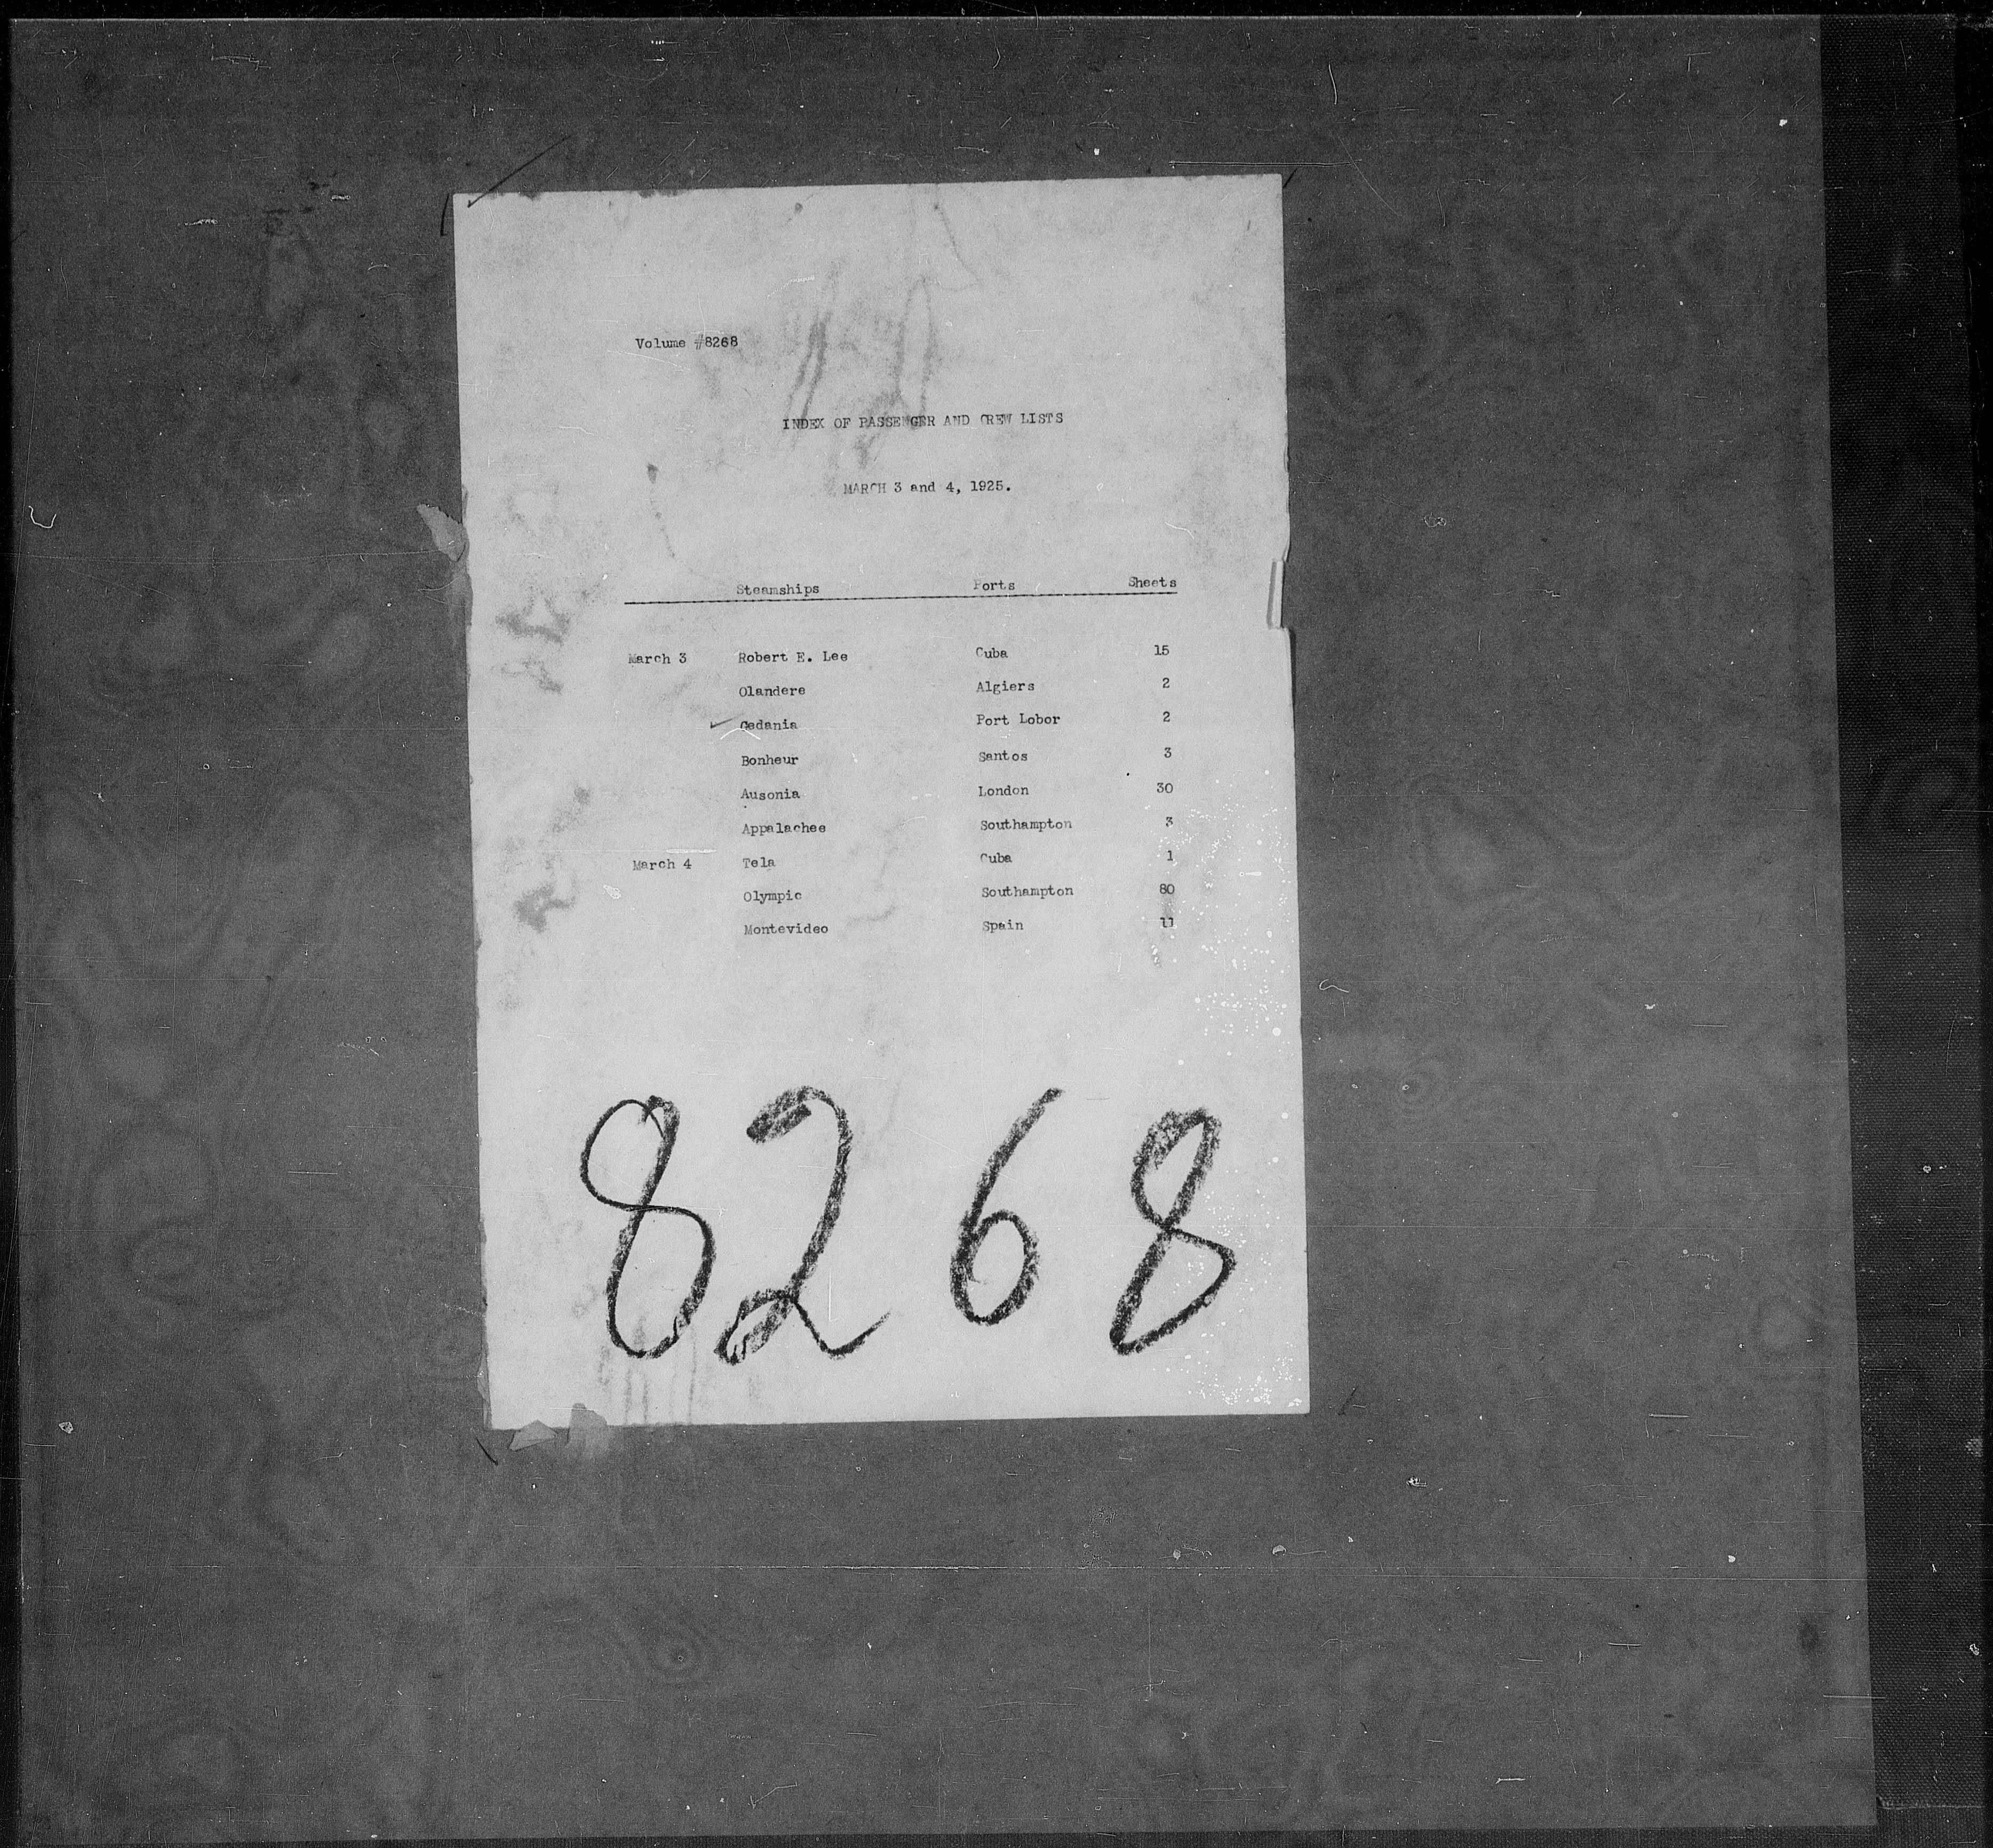 Volume #8268
INDEX OF PASSENGER AND CREW LISTS
MARCH 3 and 4, 1925.
Steamships Ports Sheets
March 3 Robert E. Lee Cuba 15
Olandere Algiers 2
Gedania Port Lobor 2
Bonheur Santos 3
Ausonia London 30
Appalachee Southampton 3
March 4 Tela Cuba 1
Olympic Southampton 80
Montevideo Spain 11
8268